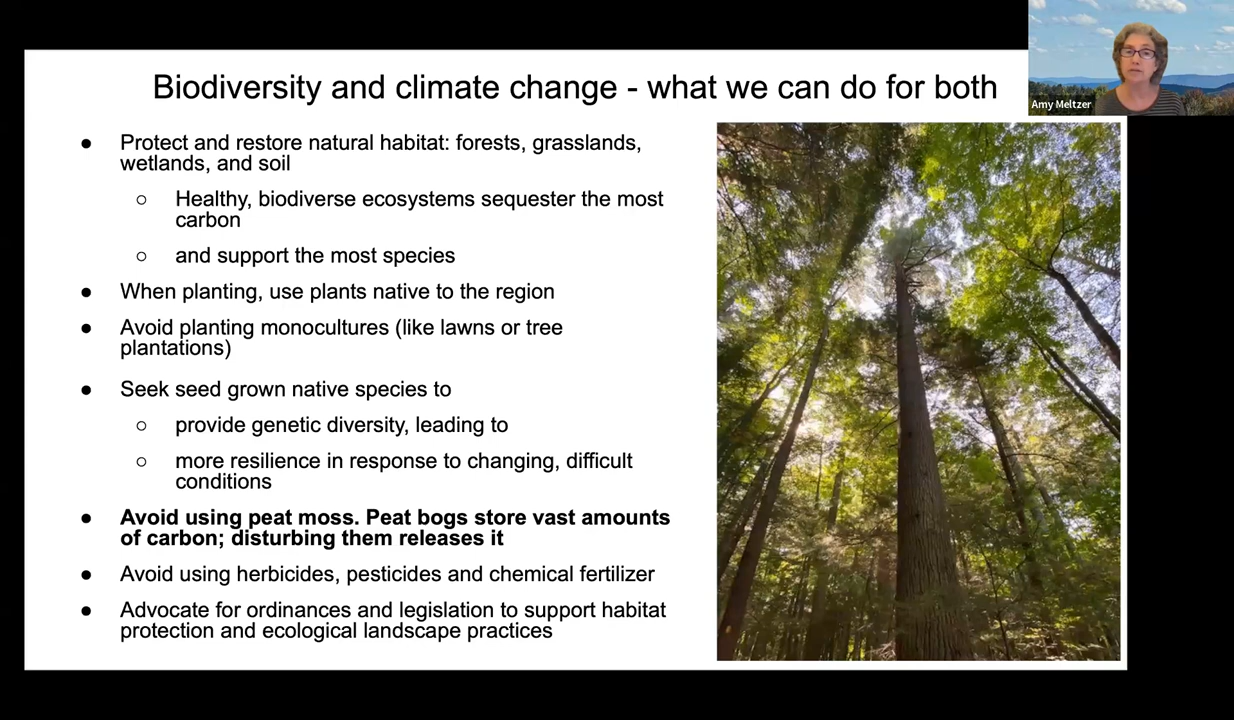 Biodiversity and climate change - what we can do for both
Amy Meltzer
● Protect and restore natural habitat: forests, grasslands,
wetlands, and soil
○ Healthy, biodiverse ecosystems sequester the most
carbon
○ and support the most species
● When planting, use plants native to the region
● Avoid planting monocultures (like lawns or tree
plantations)
● Seek seed grown native species to
○ provide genetic diversity, leading to
○ more resilience in response to changing, difficult
conditions
● Avoid using peat moss. Peat bogs store vast amounts
of carbon; disturbing them releases it
● Avoid using herbicides, pesticides and chemical fertilizer
● Advocate for ordinances and legislation to support habitat
protection and ecological landscape practices